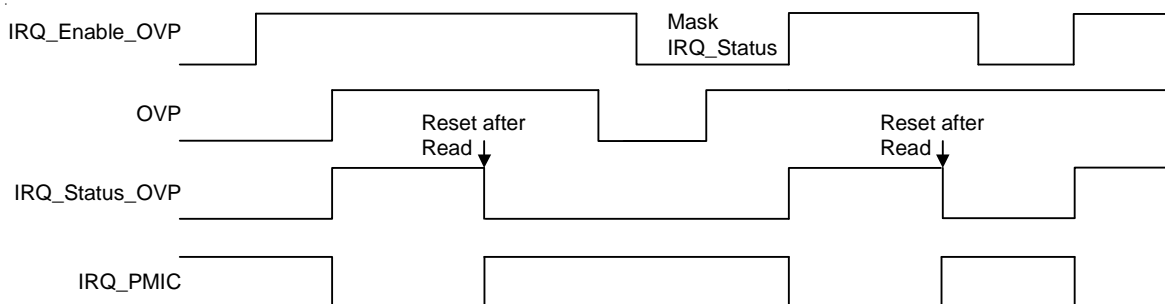 IRQ_Enable_OVP
Mask
IRQ_Status
OVP
Reset after
Read
Reset after
Read
IRQ_Status_OVP
IRQ_PMIC